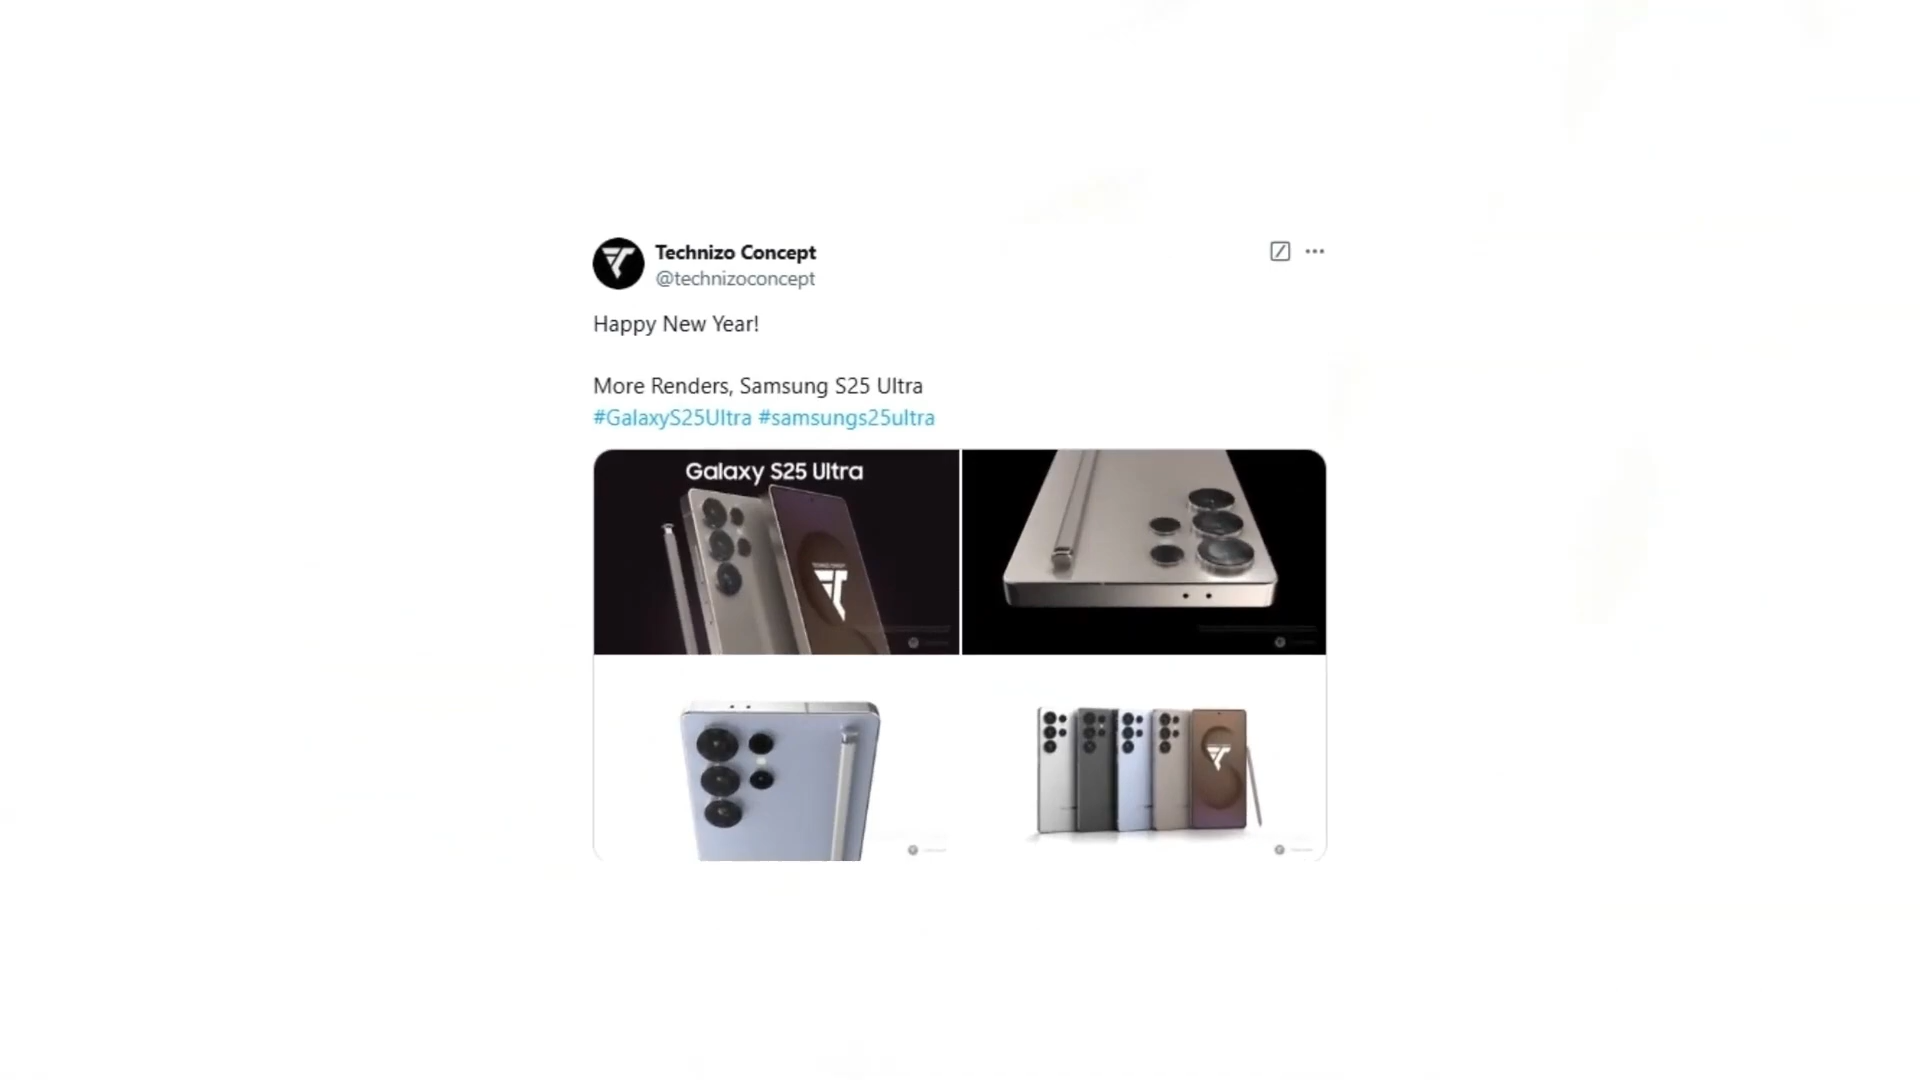 Technizo Concept
@technizoconcept
Happy New Year!
More Renders, Samsung S25 Ultra
#GalaxyS25Ultra #samsungs25ultra
Galaxy S25 Ultra